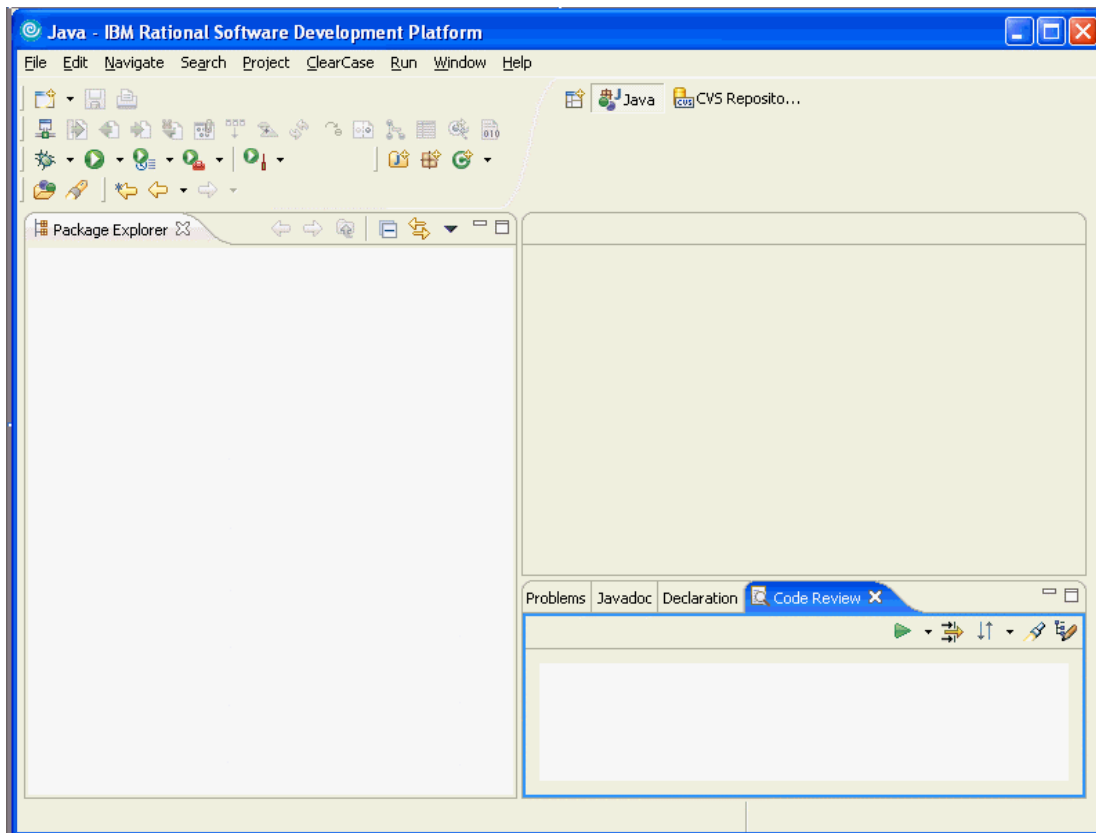 Java - IBM Rational Software Development Platform
File Edit Navigate Search Project ClearCase Run Window Help
Java CVS Reposito...
010
Package Explorer
Problems Javadoc Declaration Code Review